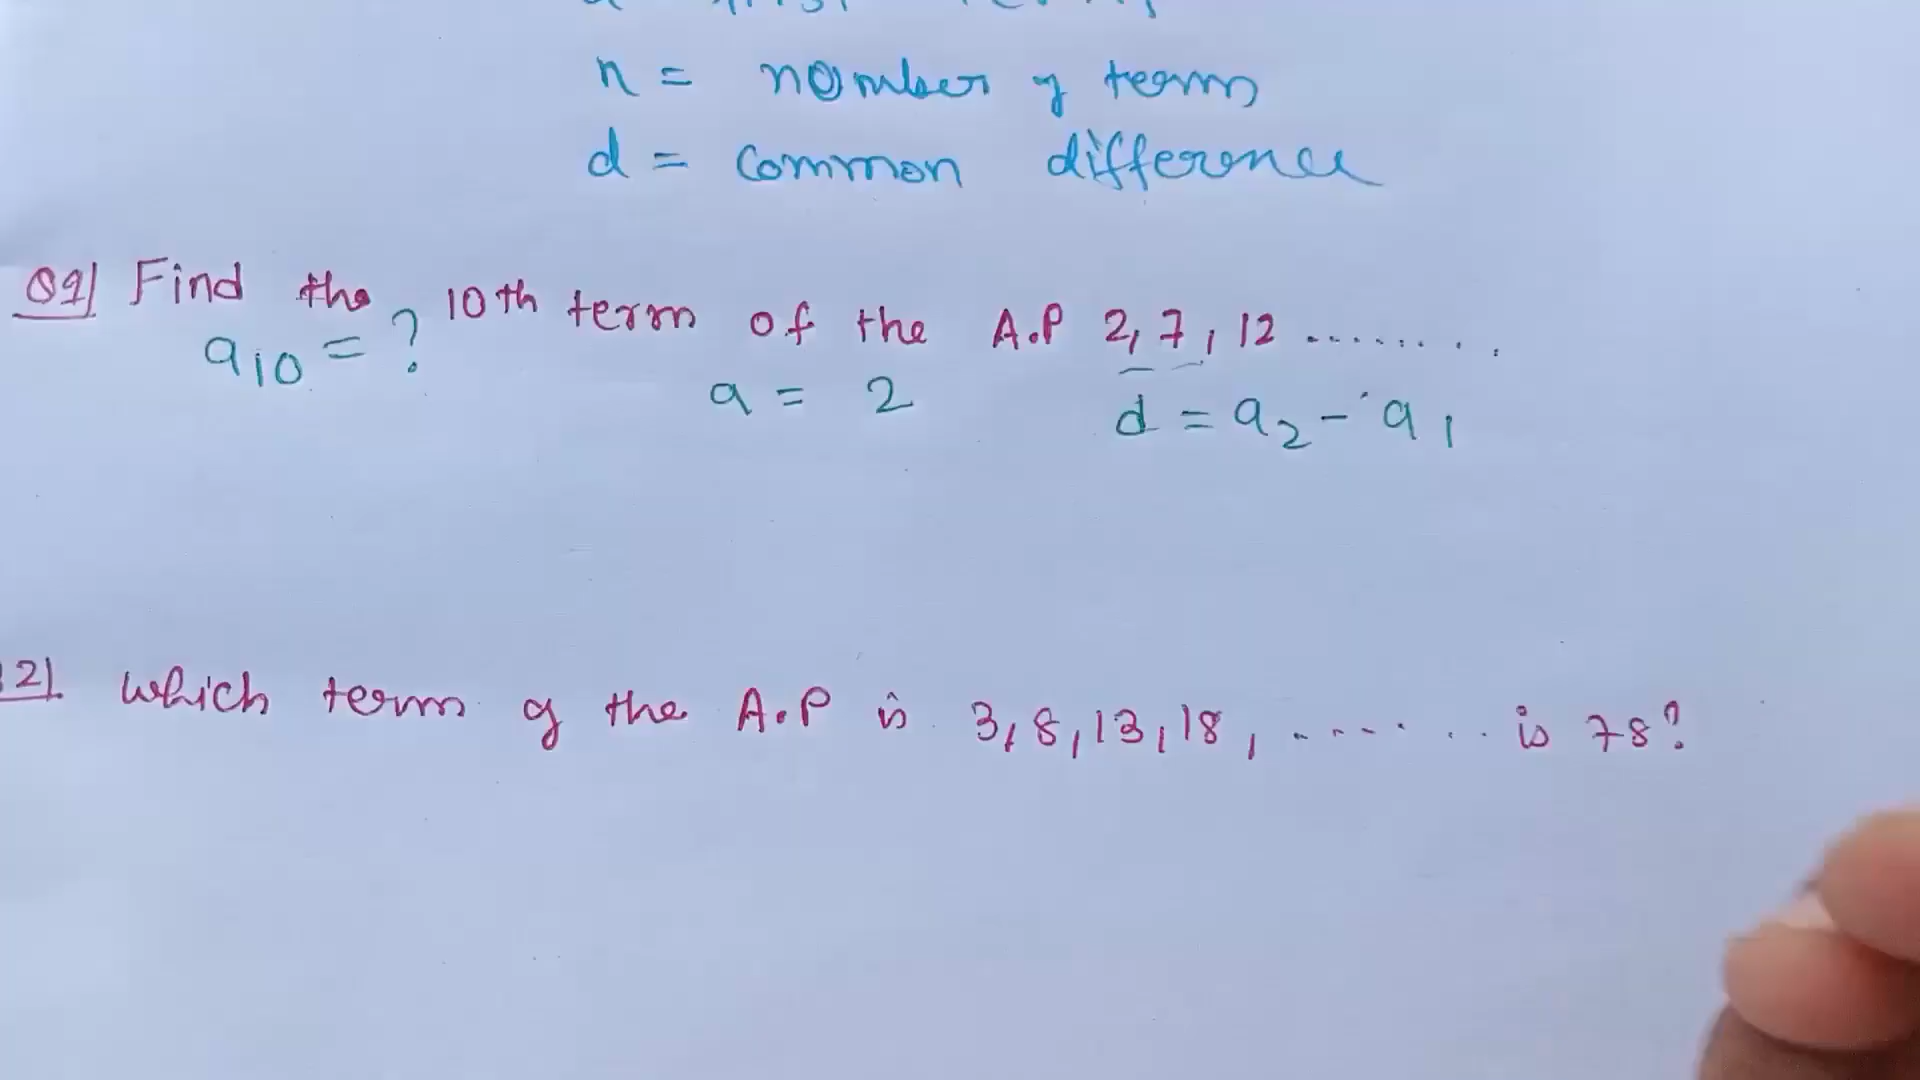 n = number of term
d = common difference
Q1] Find the 10th term of the A.P 2, 7, 12 .........
a10 = ? a = 2 d = a2 - a1
2]. which term of the A.P is 3, 8, 13, 18, ......... is 78?